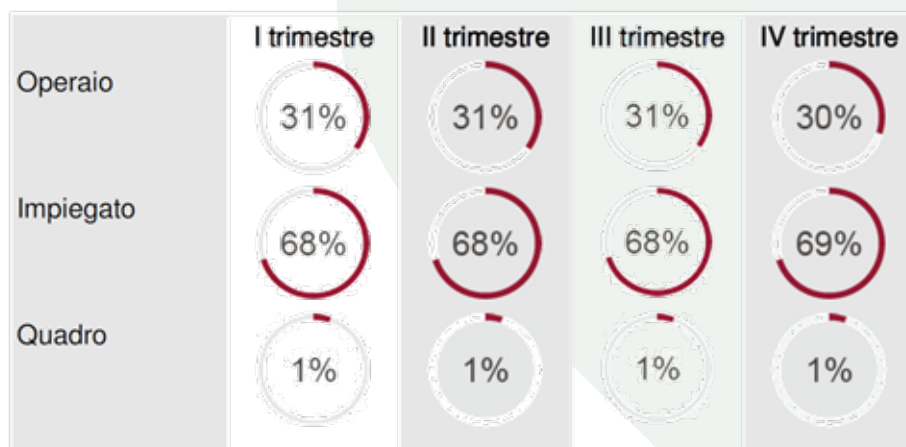 I trimestre II trimestre III trimestre IV trimestre
Operaio 31% 31% 31% 30%
Impiegato 68% 68% 68% 69%
Quadro 1% 1% 1% 1%